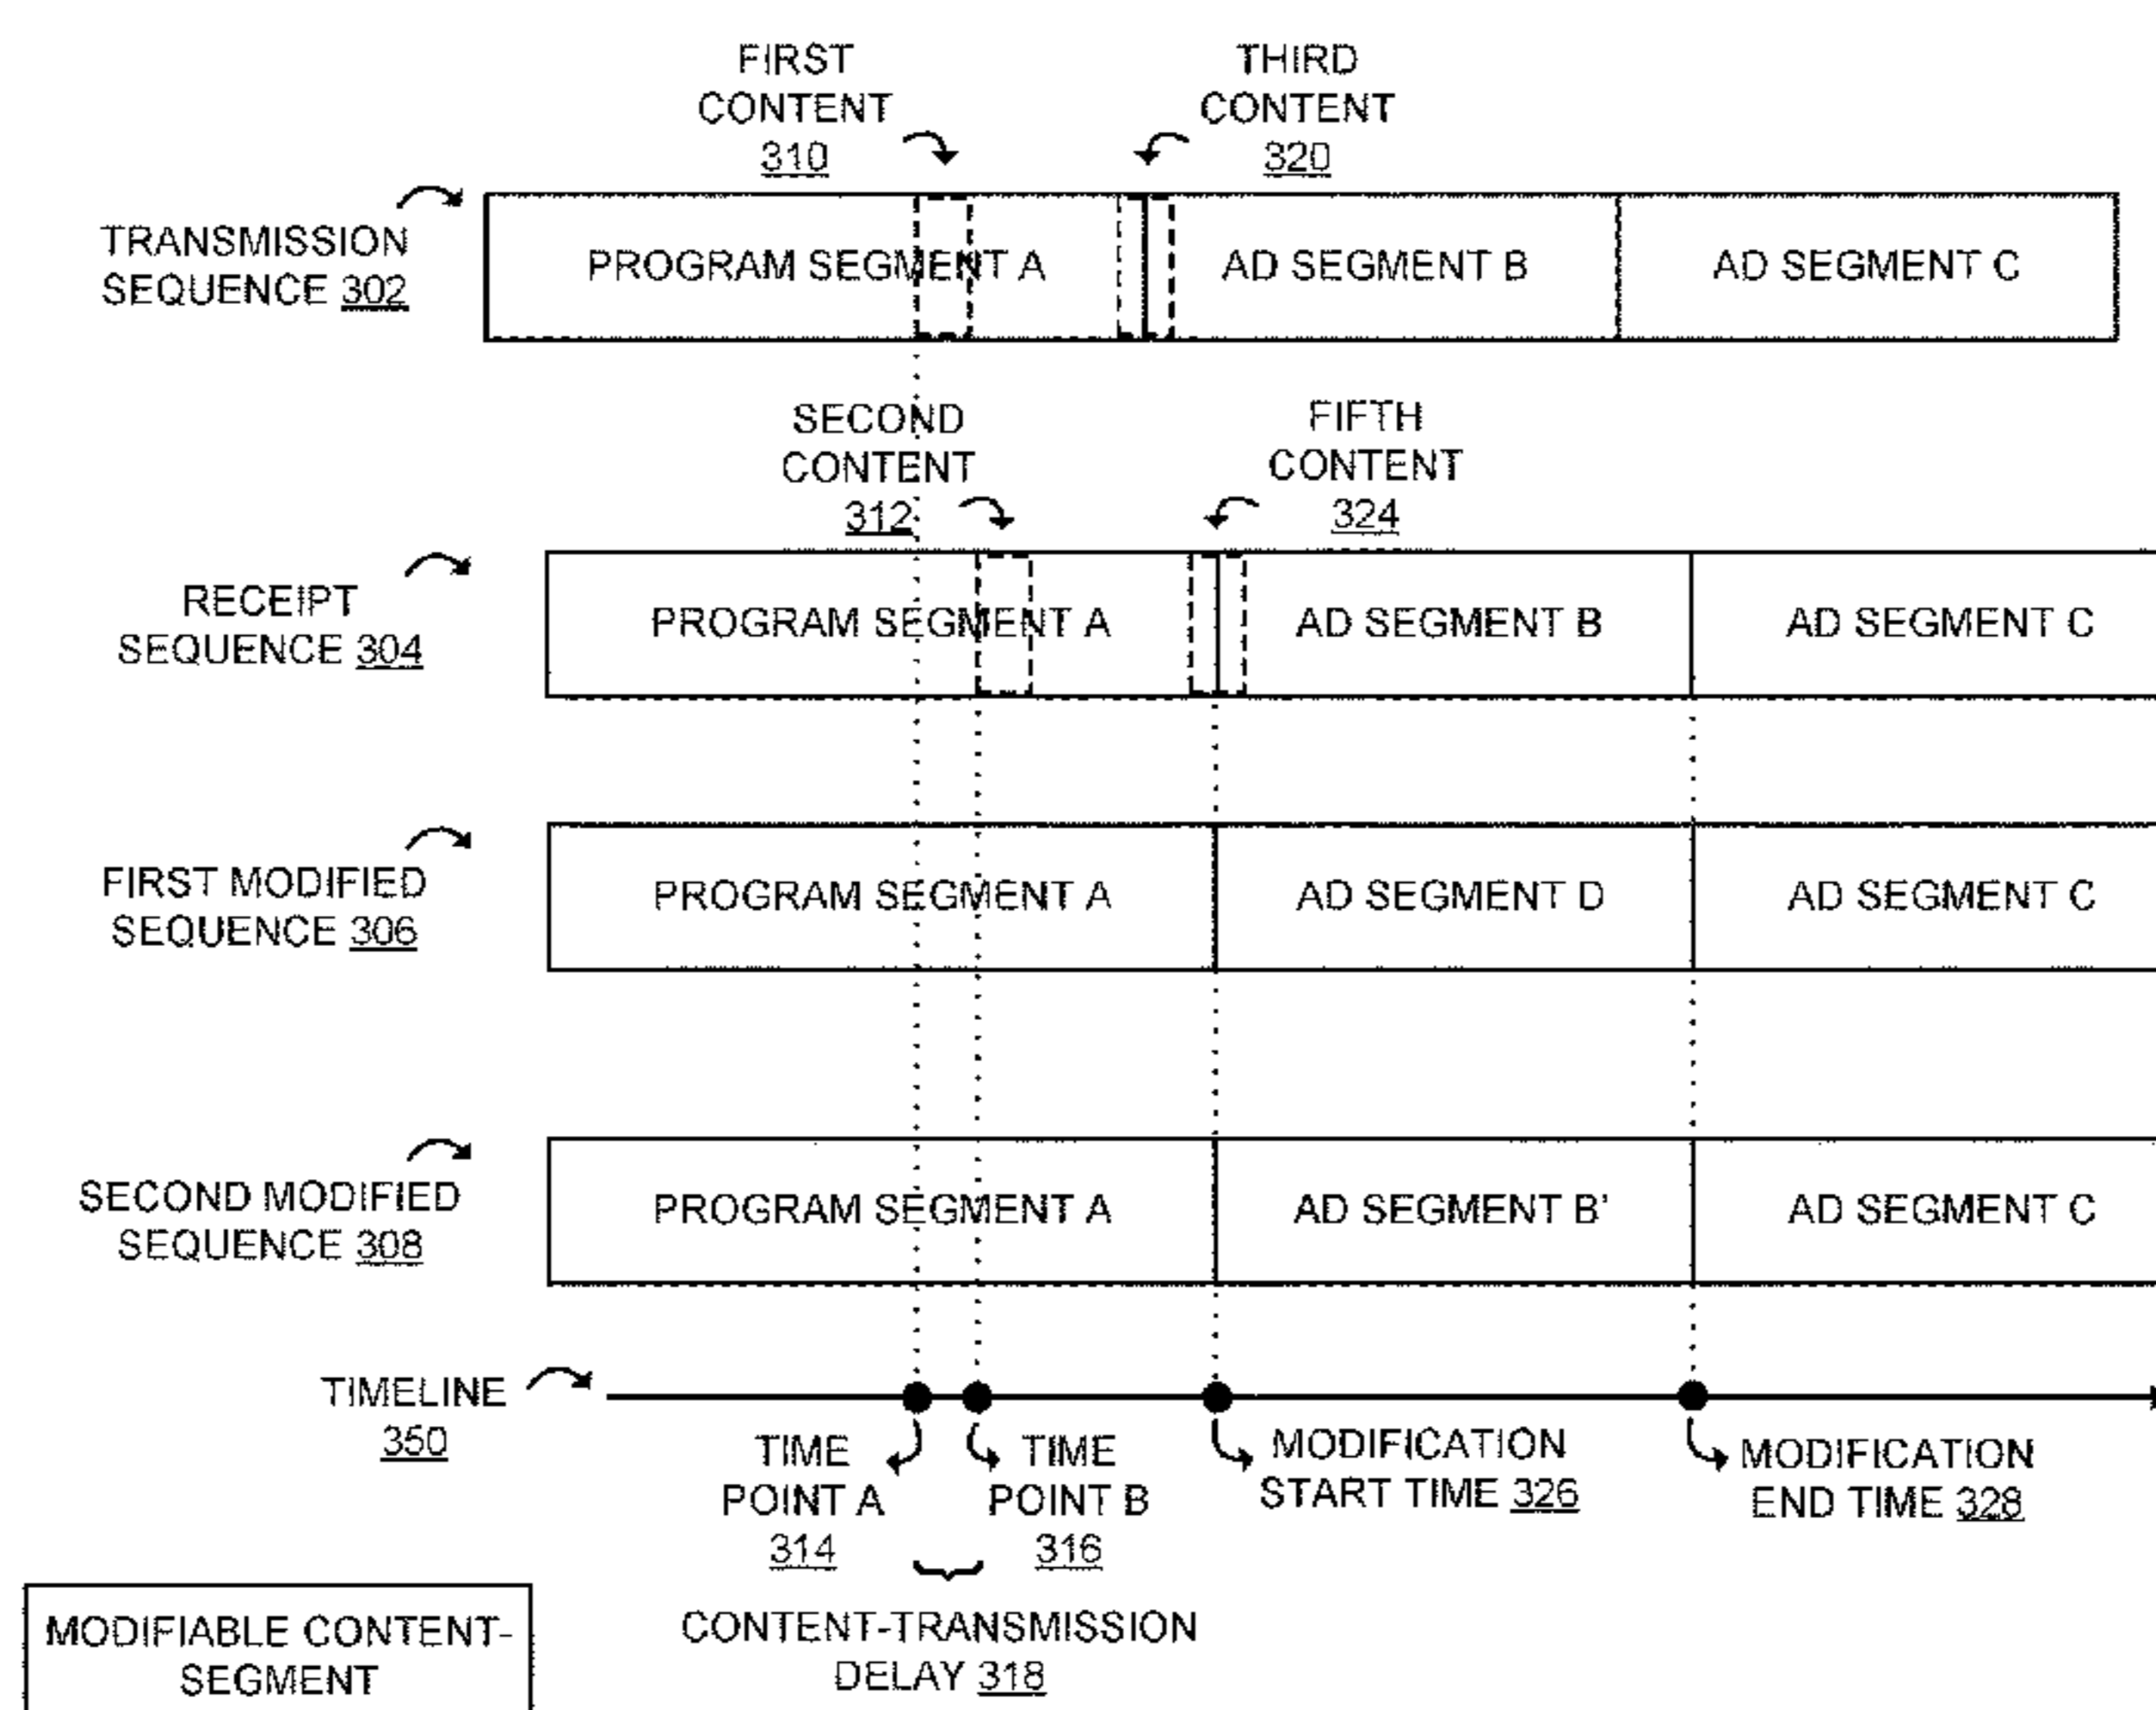 FIRST
CONTENT
310
THIRD
CONTENT
320
TRANSMISSION
SEQUENCE 302
PROGRAM SEGMENT A
AD SEGMENT B
AD SEGMENT C
SECOND
CONTENT
312
FIFTH
CONTENT
324
RECEIPT
SEQUENCE 304
PROGRAM SEGMENT A
AD SEGMENT B
AD SEGMENT C
FIRST MODIFIED
SEQUENCE 306
PROGRAM SEGMENT A
AD SEGMENT D
AD SEGMENT C
SECOND MODIFIED
SEQUENCE 308
PROGRAM SEGMENT A
AD SEGMENT B'
AD SEGMENT C
TIMELINE
350
TIME
POINT A
314
TIME
POINT B
316
MODIFICATION
START TIME 326
MODIFICATION
END TIME 328
CONTENT-TRANSMISSION
DELAY 318
MODIFIABLE CONTENT-
SEGMENT